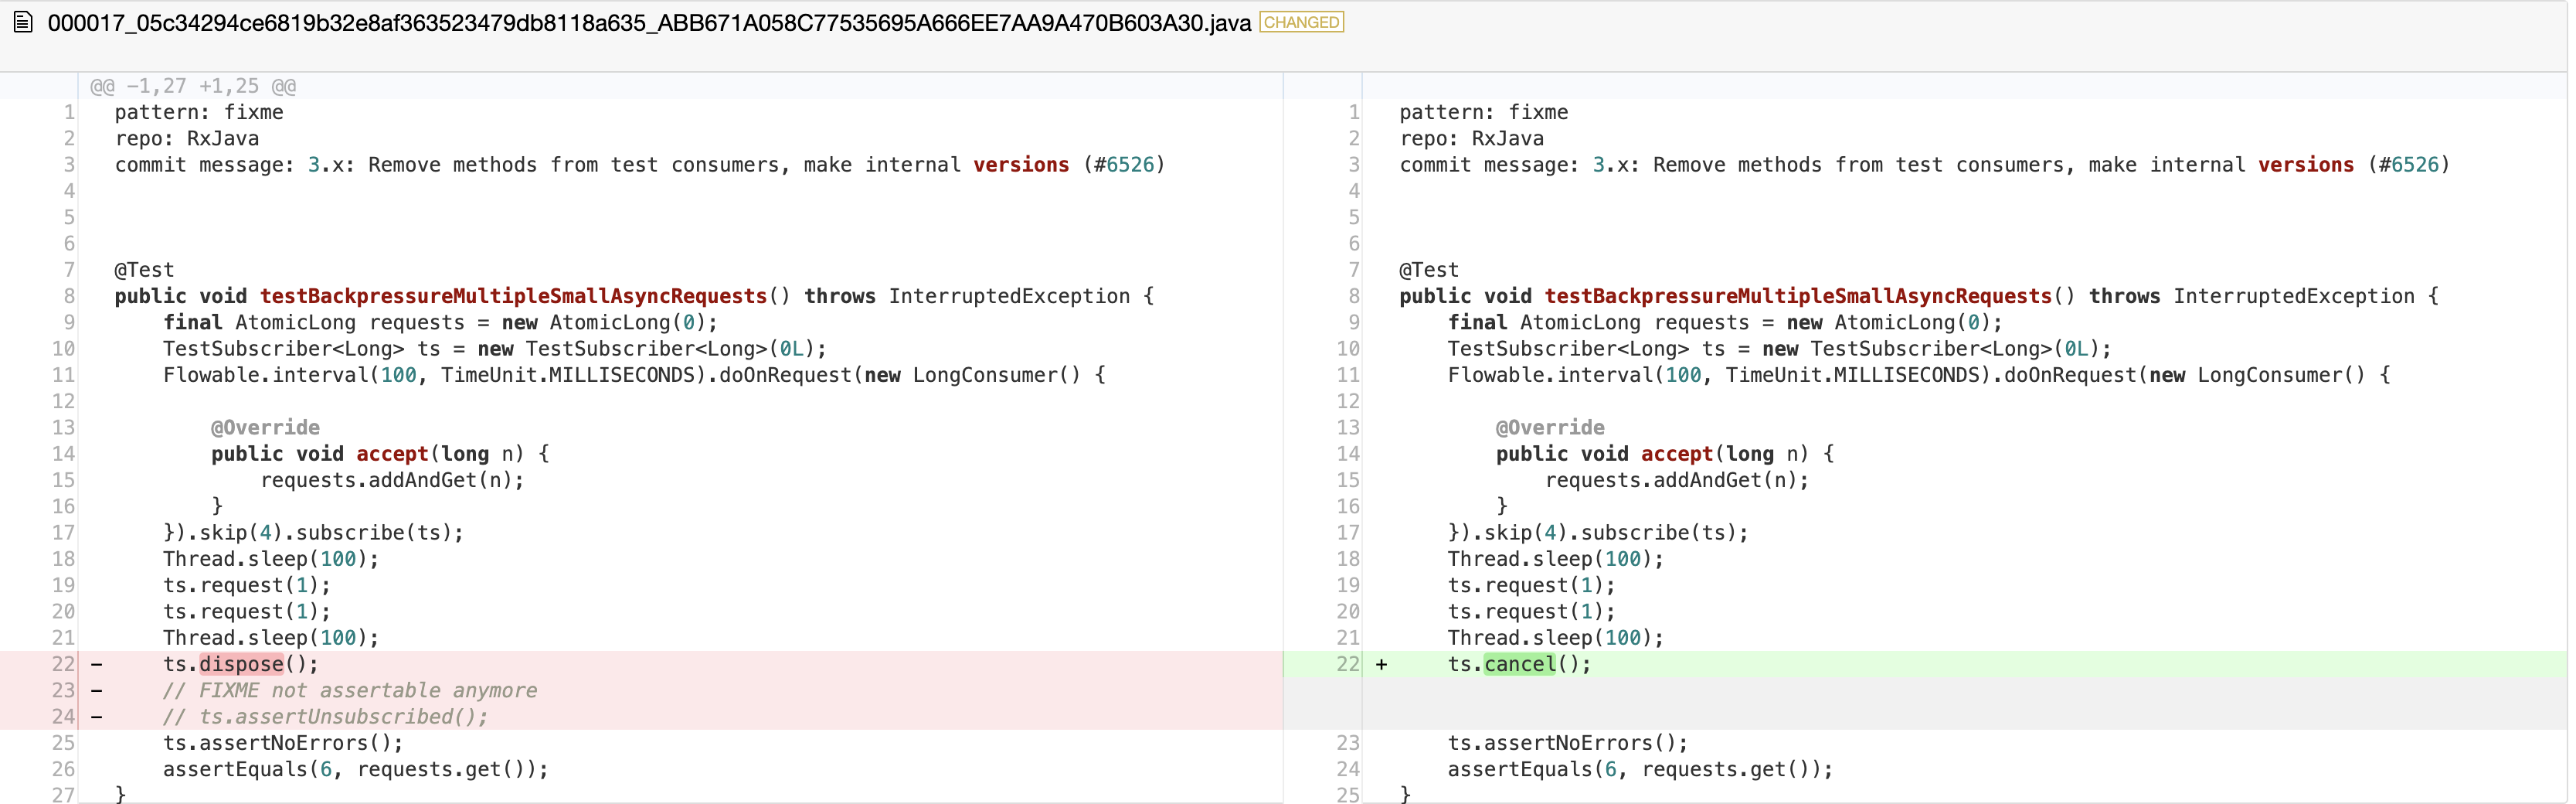 000017_05c34294ce6819b32e8af363523479db8118a635_ABB671A058C77535695A666EE7AA9A470B603A30.java CHANGED
@@ -1,27 +1,25 @@
1 pattern: fixme
2 repo: RxJava
3 commit message: 3.x: Remove methods from test consumers, make internal versions (#6526)
4
5
6
7 @Test
8 public void testBackpressureMultipleSmallAsyncRequests() throws InterruptedException {
9 final AtomicLong requests = new AtomicLong(0);
10 TestSubscriber<Long> ts = new TestSubscriber<Long>(0L);
11 Flowable.interval(100, TimeUnit.MILLISECONDS).doOnRequest(new LongConsumer() {
12
13 @Override
14 public void accept(long n) {
15 requests.addAndGet(n);
16 }
17 }).skip(4).subscribe(ts);
18 Thread.sleep(100);
19 ts.request(1);
20 ts.request(1);
21 Thread.sleep(100);
22 - ts.dispose();
23 - // FIXME not assertable anymore
24 - // ts.assertUnsubscribed();
25 ts.assertNoErrors();
26 assertEquals(6, requests.get());
27 }
1 pattern: fixme
2 repo: RxJava
3 commit message: 3.x: Remove methods from test consumers, make internal versions (#6526)
4
5
6
7 @Test
8 public void testBackpressureMultipleSmallAsyncRequests() throws InterruptedException {
9 final AtomicLong requests = new AtomicLong(0);
10 TestSubscriber<Long> ts = new TestSubscriber<Long>(0L);
11 Flowable.interval(100, TimeUnit.MILLISECONDS).doOnRequest(new LongConsumer() {
12
13 @Override
14 public void accept(long n) {
15 requests.addAndGet(n);
16 }
17 }).skip(4).subscribe(ts);
18 Thread.sleep(100);
19 ts.request(1);
20 ts.request(1);
21 Thread.sleep(100);
22 + ts.cancel();
23 ts.assertNoErrors();
24 assertEquals(6, requests.get());
25 }